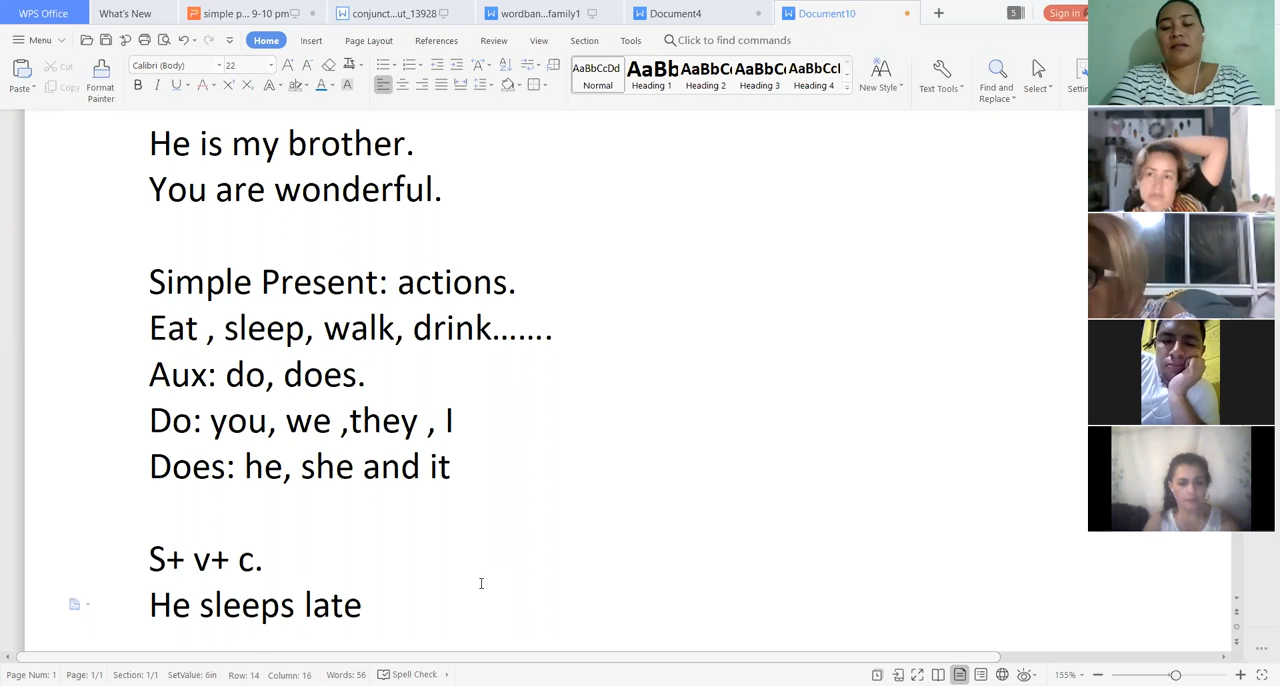 WPS Office What's New simple p... 9-10 pm conjunct...ut_13928 wordban...family1 Document4 Document10 + 5 Sign in
Menu Home Insert Page Layout References Review View Section Tools Click to find commands
Paste Cut Copy Format Painter Calibri (Body) 22 AaBbCcDd Normal AaBb Heading 1 AaBbC Heading 2 AaBbC Heading 3 AaBbCcI Heading 4 New Style Text Tools Find and Replace Select
He is my brother.
You are wonderful.
Simple Present: actions.
Eat , sleep, walk, drink.......
Aux: do, does.
Do: you, we ,they , I
Does: he, she and it
S+ v+ c.
He sleeps late
Page Num: 1 Page: 1/1 Section: 1/1 SetValue: 6in Row: 14 Column: 16 Words: 56 Spell Check 155%